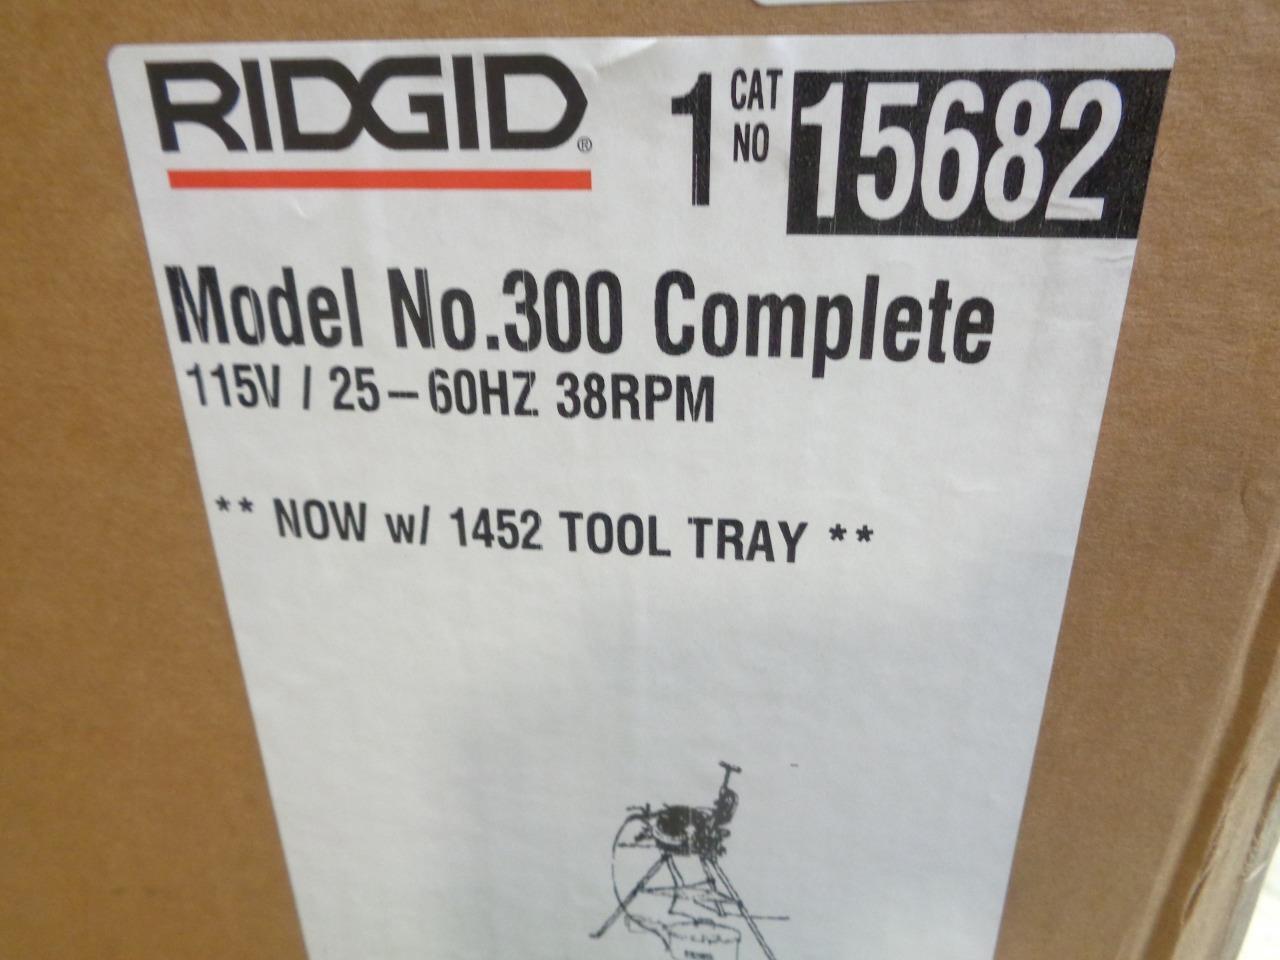 RIDGID®
1 CAT NO 15682
Model No.300 Complete
115V / 25-60HZ 38RPM
** NOW w/ 1452 TOOL TRAY **